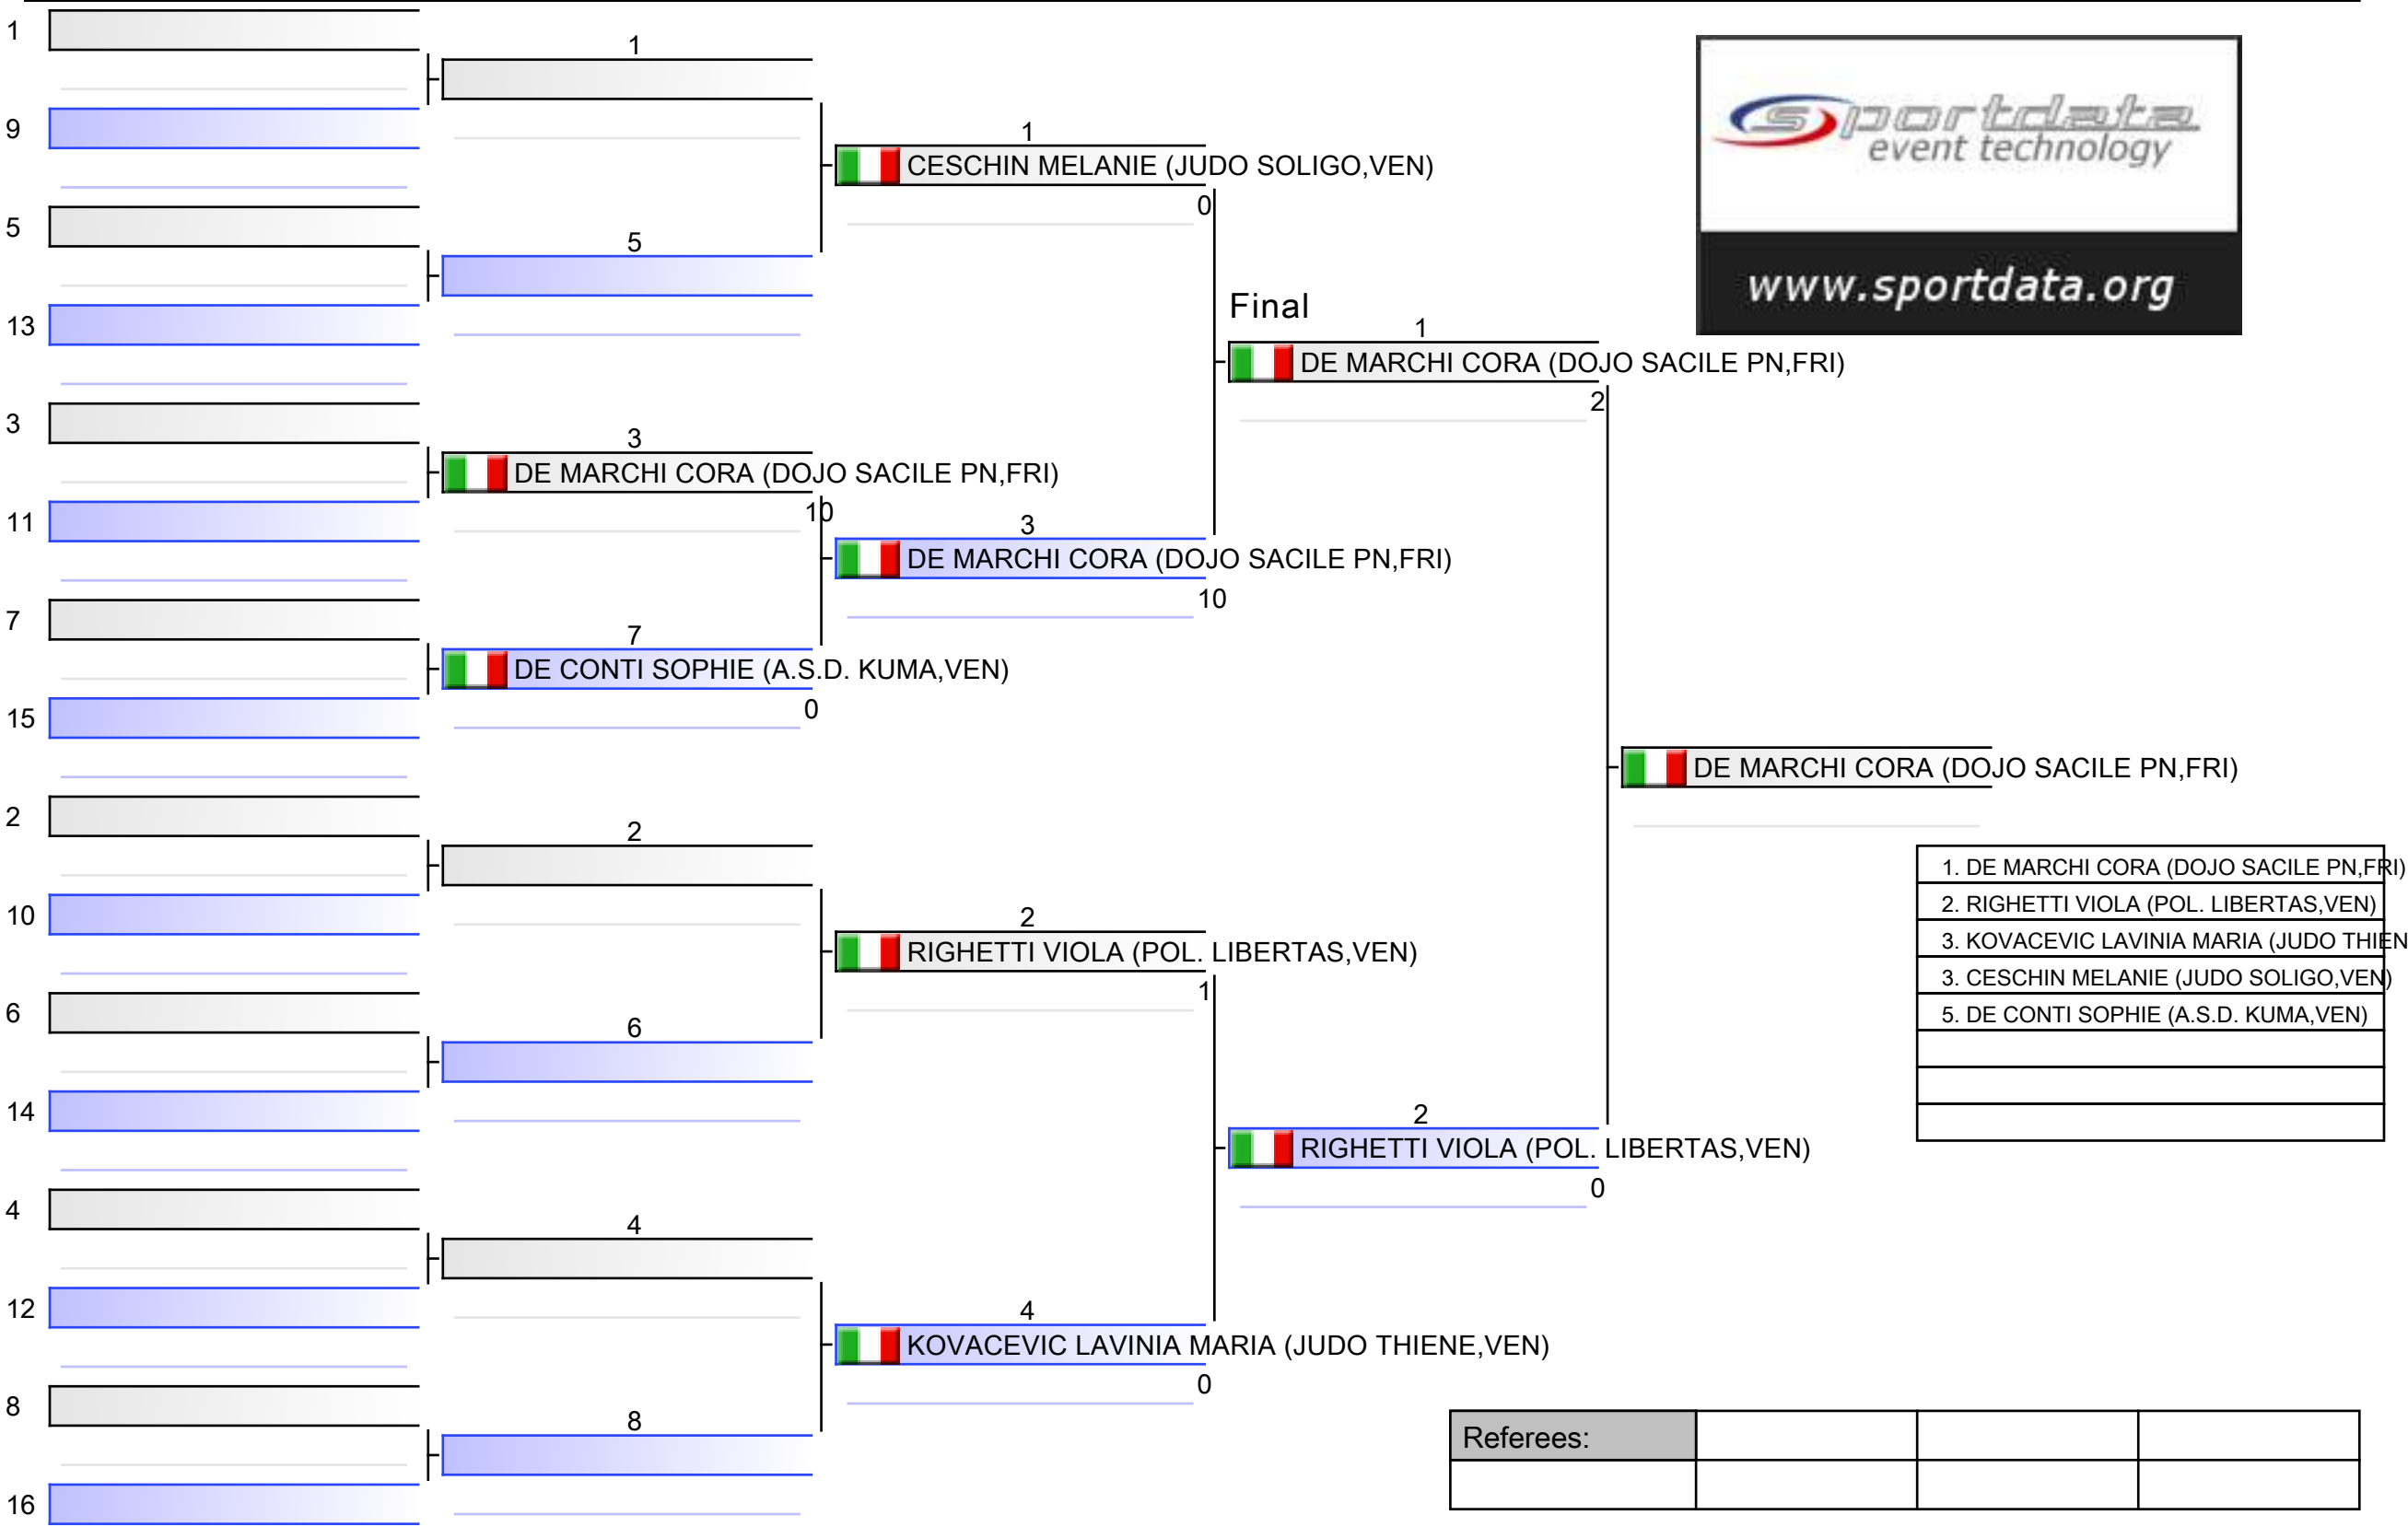 1
9
5
13
3
11
7
15
2
10
6
14
4
12
8
16
1
5
3
DE MARCHI CORA (DOJO SACILE PN,FRI)
10
7
DE CONTI SOPHIE (A.S.D. KUMA,VEN)
0
2
6
4
8
1
CESCHIN MELANIE (JUDO SOLIGO,VEN)
0
3
DE MARCHI CORA (DOJO SACILE PN,FRI)
10
2
RIGHETTI VIOLA (POL. LIBERTAS,VEN)
1
4
KOVACEVIC LAVINIA MARIA (JUDO THIENE,VEN)
0
Final
1
DE MARCHI CORA (DOJO SACILE PN,FRI)
2
2
RIGHETTI VIOLA (POL. LIBERTAS,VEN)
0
DE MARCHI CORA (DOJO SACILE PN,FRI)
sportdata
event technology
www.sportdata.org
1. DE MARCHI CORA (DOJO SACILE PN,FRI)
2. RIGHETTI VIOLA (POL. LIBERTAS,VEN)
3. KOVACEVIC LAVINIA MARIA (JUDO THIEN
3. CESCHIN MELANIE (JUDO SOLIGO,VEN)
5. DE CONTI SOPHIE (A.S.D. KUMA,VEN)
Referees: